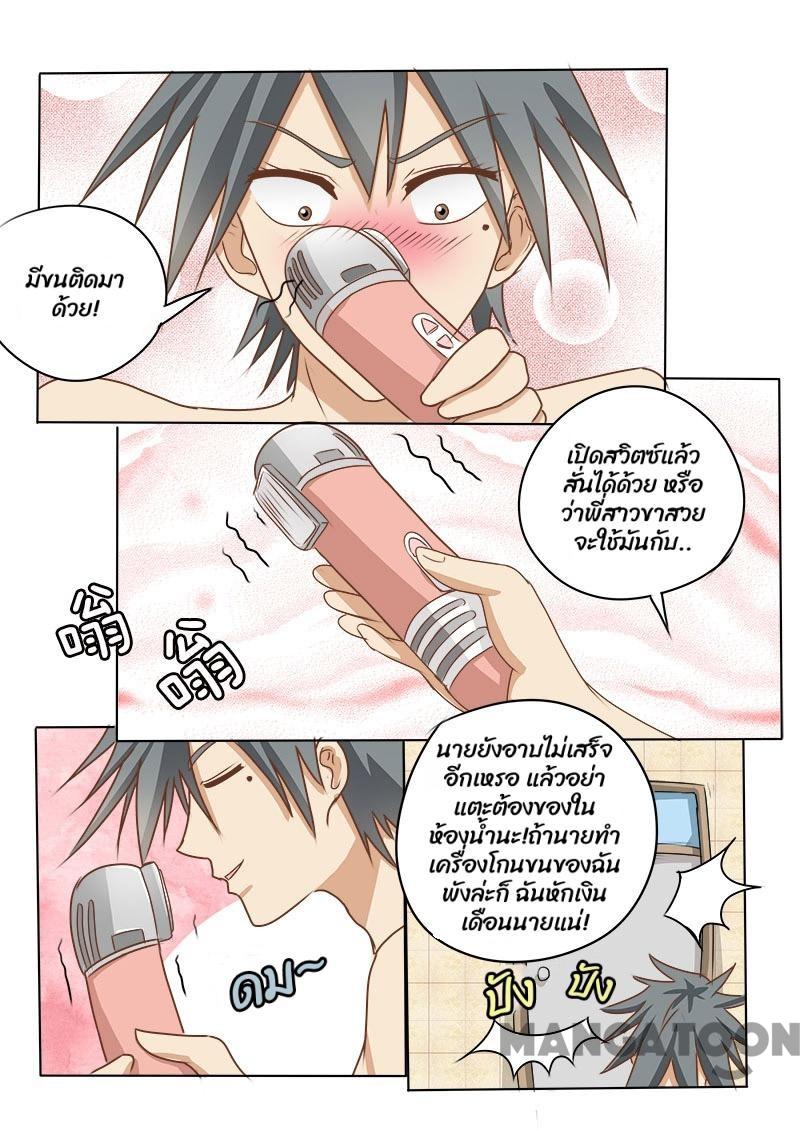 มีขนติดมา
ด้วย!
เปิดสวิตซ์แล้ว
สั่นได้ด้วย หรือ
ว่าพี่สาวขาสวย
จะใช้มันกับ..
嗡
嗡
นายยังอาบไม่เสร็จ
อีกเหรอ แล้วอย่า
แตะต้องของใน
ห้องน้ำนะ!ถ้านายทำ
เครื่องโกนขนของฉัน
พังล่ะก็ ฉันหักเงิน
เดือนนายแน่!
ดม~
ปัง ปัง
MANGATOON